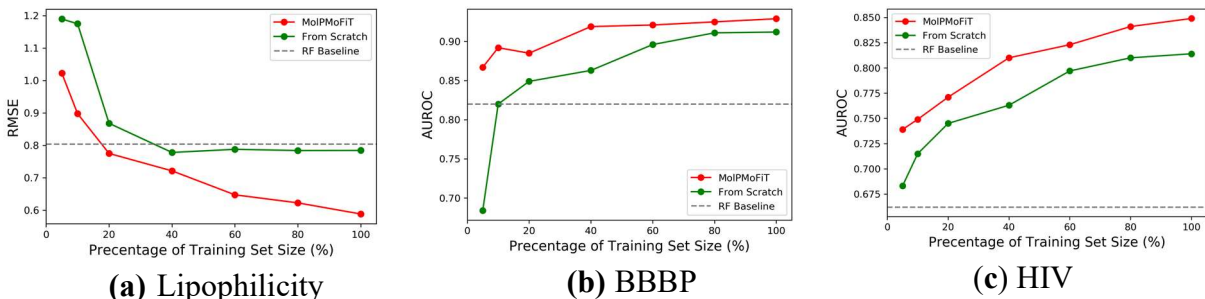 1.2
1.1
1.0
0.9
0.8
0.7
0.6
RMSE
0
20
40
60
80
100
Precentage of Training Set Size (%)
MolPMoFiT
From Scratch
RF Baseline
(a) Lipophilicity
0.90
0.85
0.80
0.75
0.70
AUROC
0
20
40
60
80
100
Precentage of Training Set Size (%)
MolPMoFiT
From Scratch
RF Baseline
(b) BBBP
0.850
0.825
0.800
0.775
0.750
0.725
0.700
0.675
AUROC
0
20
40
60
80
100
Precentage of Training Set Size (%)
MolPMoFiT
From Scratch
RF Baseline
(c) HIV